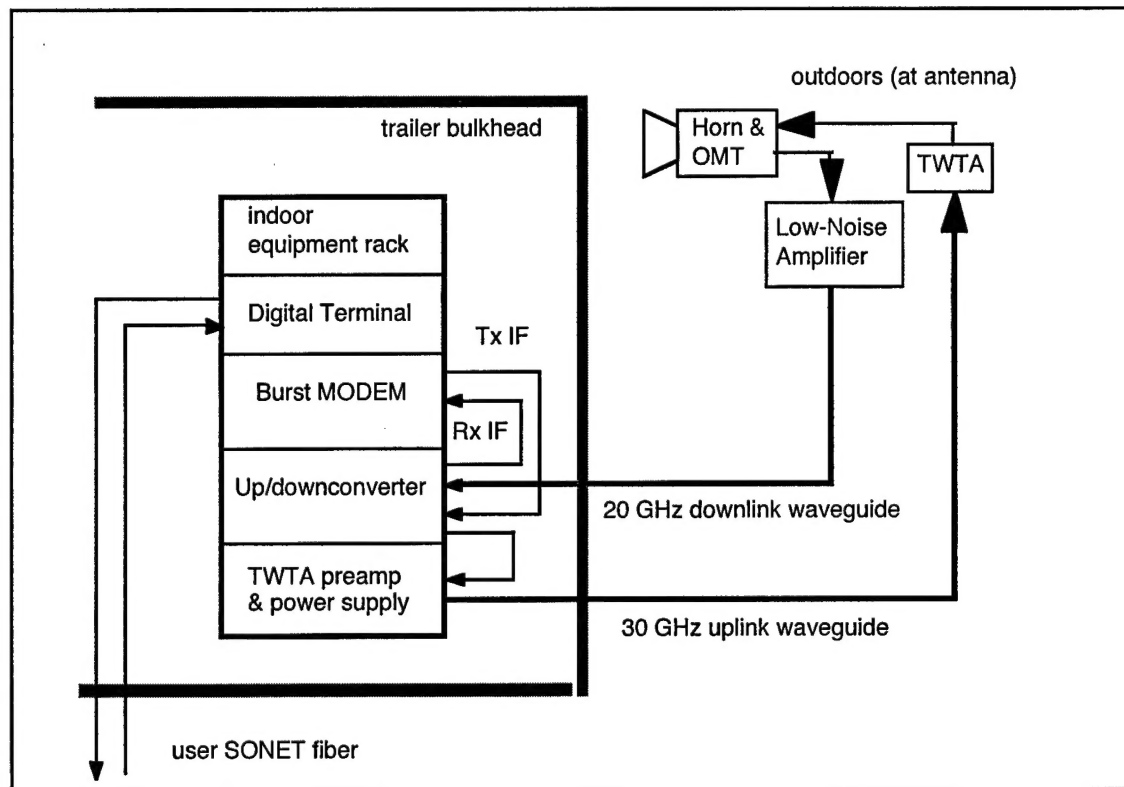 outdoors (at antenna)
trailer bulkhead
Horn &
OMT
TWTA
indoor
equipment rack
Low-Noise
Amplifier
Digital Terminal
Tx IF
Burst MODEM
Rx IF
Up/downconverter
20 GHz downlink waveguide
TWTA preamp
& power supply
30 GHz uplink waveguide
user SONET fiber